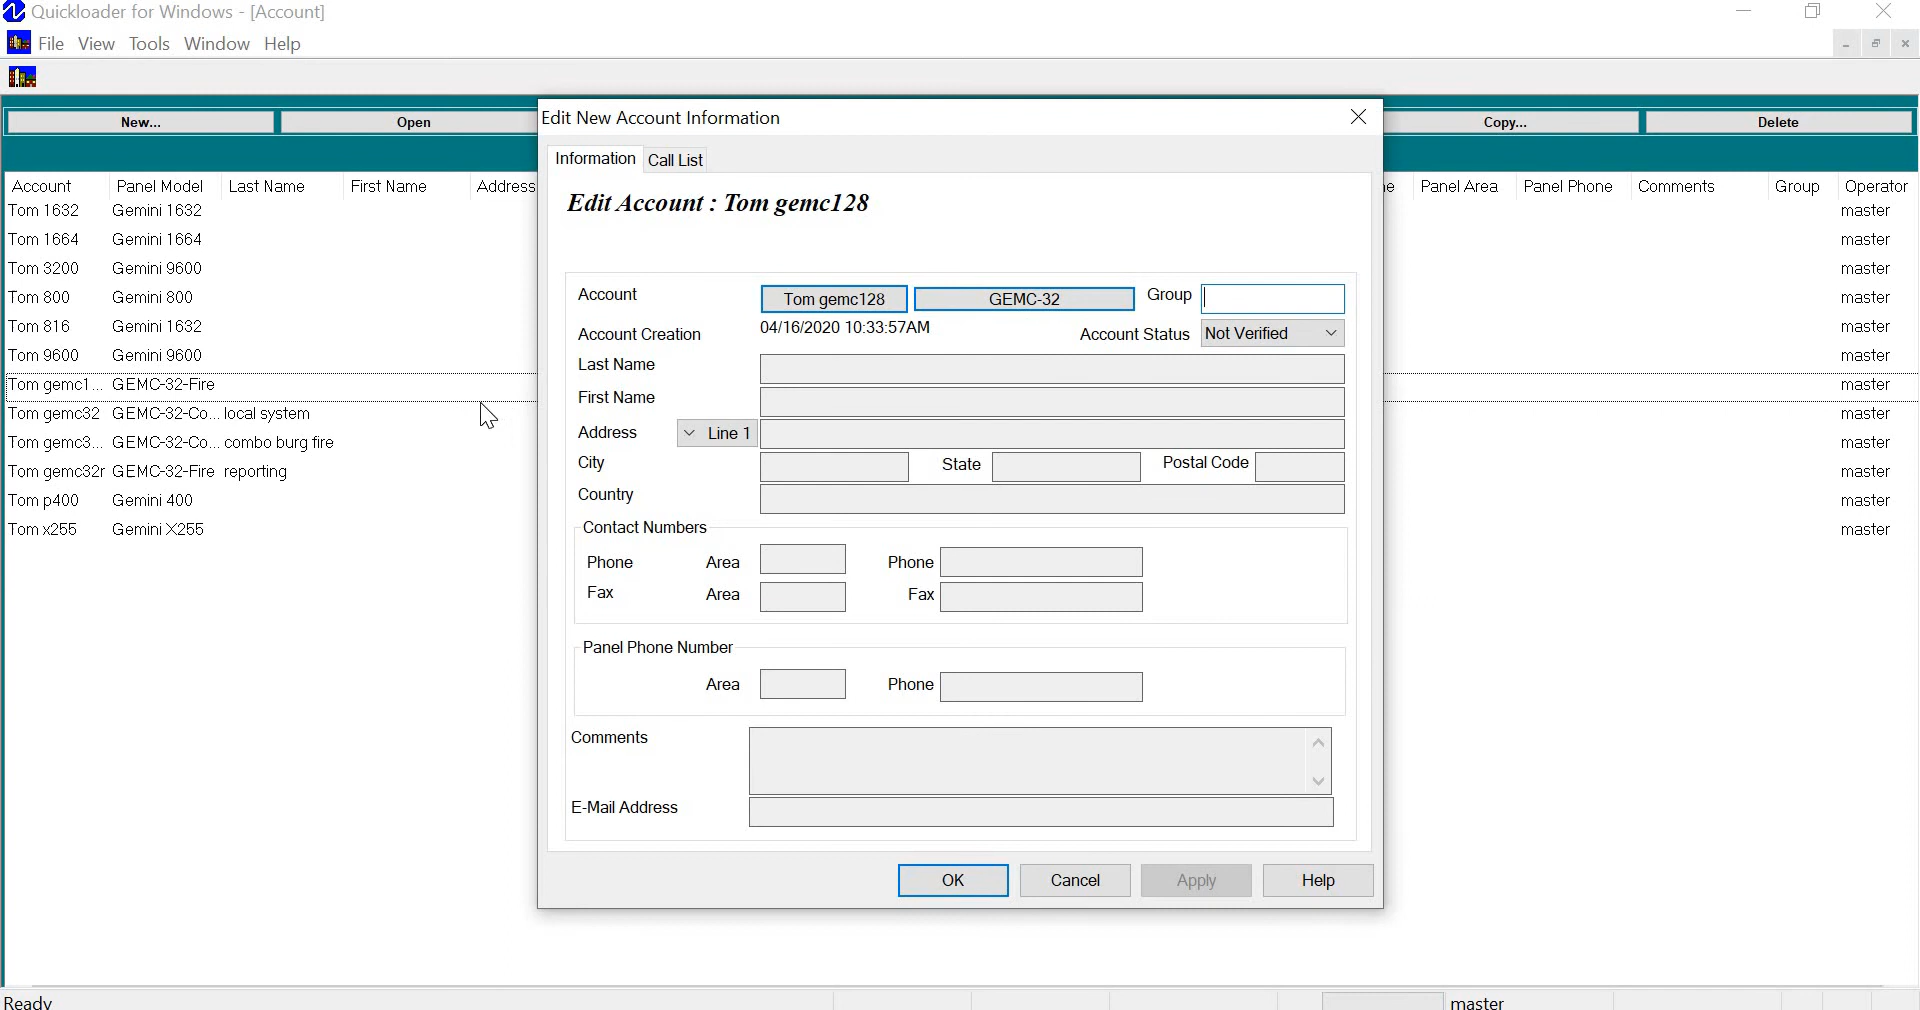 Quickloader for Windows - [Account]
File View Tools Window Help
New... Open Copy... Delete
Account Panel Model Last Name First Name Address Panel Area Panel Phone Comments Group Operator
Tom 1632 Gemini 1632 master
Tom 1664 Gemini 1664 master
Tom 3200 Gemini 9600 master
Tom 800 Gemini 800 master
Tom 816 Gemini 1632 master
Tom 9600 Gemini 9600 master
Tom gemc1... GEMC-32-Fire master
Tom gemc32 GEMC-32-Co... local system master
Tom gemc3... GEMC-32-Co... combo burg fire master
Tom gemc32r GEMC-32-Fire reporting master
Tom p400 Gemini 400 master
Tom x255 Gemini X255 master
Edit New Account Information
Information Call List
Edit Account : Tom gemc128
Account Tom gemc128 GEMC-32 Group
Account Creation 04/16/2020 10:33:57AM Account Status Not Verified
Last Name
First Name
Address Line 1
City State Postal Code
Country
Contact Numbers
Phone Area Phone
Fax Area Fax
Panel Phone Number
Area Phone
Comments
E-Mail Address
OK Cancel Apply Help
Ready master